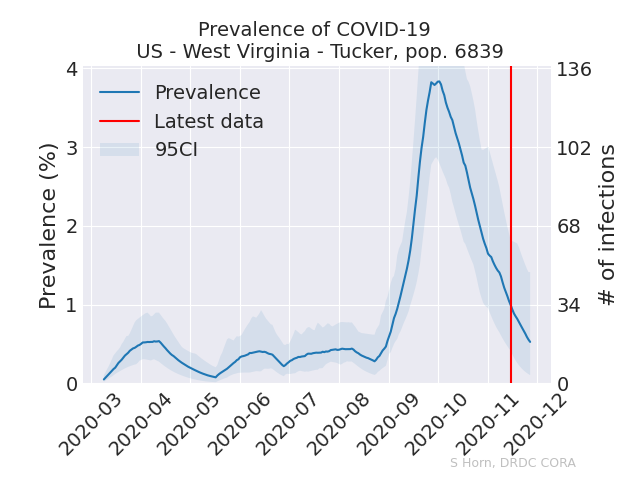 Prevalence of COVID-19
US - West Virginia - Tucker, pop. 6839
Prevalence
Latest data
95CI
Prevalence (%)
4
3
2
1
0
136
102
68
34
0
# of infections
2020-03
2020-04
2020-05
2020-06
2020-07
2020-08
2020-09
2020-10
2020-11
2020-12
S Horn, DRDC CORA